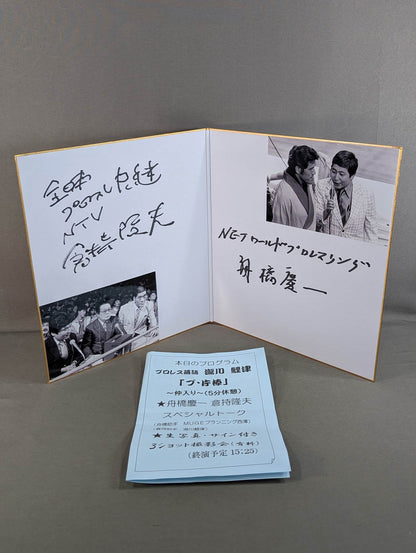 全日本
プロレス中継
NTV
倉持隆夫
NETワールドプロレスリング
舟橋慶一
本日のプログラム
プロレス講談
「ブ・席棒」
～仲入り～(5分休憩)
★舟橋慶一 倉持隆夫
スペシャルトーク
★生写真・サイン付き
3ショット撮影会(有料)
(終演予定 15:25)